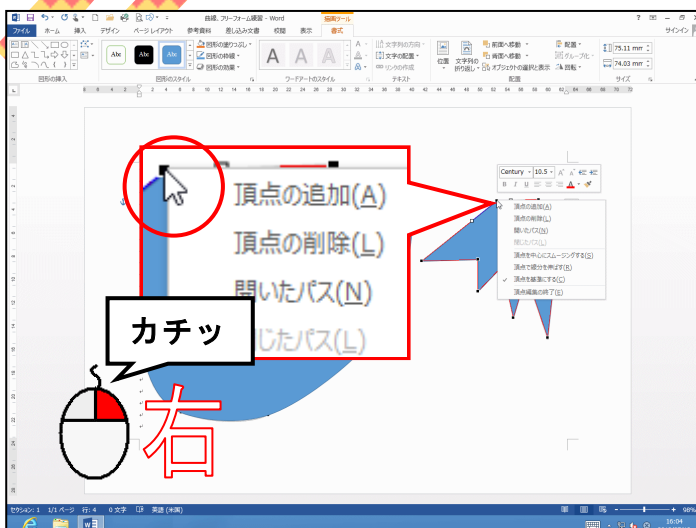 曲線、フリーフォーム練習 - Word
描画ツール
サインイン
ファイル ホーム 挿入 デザイン ページ レイアウト 参考資料 差し込み文書 校閲 表示 書式
Abc Abc Abc
図形の塗りつぶし
図形の枠線
図形の効果
A A A
文字列の方向
文字の配置
リンクの作成
位置
文字列の折り返し
前面へ移動
背面へ移動
オブジェクトの選択と表示
配置
グループ化
回転
75.11 mm
74.03 mm
図形の挿入 図形のスタイル ワードアートのスタイル テキスト 配置 サイズ
頂点の追加(A)
頂点の削除(L)
開いたパス(N)
じたパス(L)
カチッ
右
Century 10.5
B I U
頂点の追加(A)
頂点の削除(L)
開いたパス(N)
閉じたパス(L)
頂点を中心にスムージングする(S)
頂点で線分を伸ばす(R)
頂点を基準にする(C)
頂点編集の終了(E)
セクション: 1 1/1 ページ 行: 4 0 文字 英語 (米国)
98%
16:04